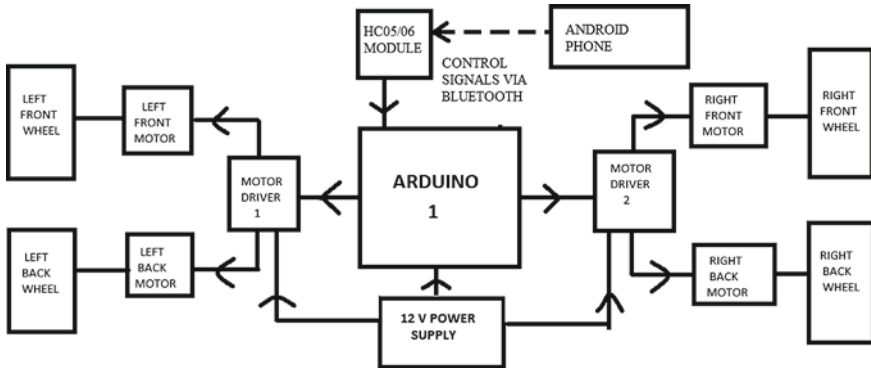 HC05/06
MODULE
ANDROID
PHONE
CONTROL
SIGNALS VIA
BLUETOOTH
LEFT
FRONT
WHEEL
LEFT
FRONT
MOTOR
RIGHT
FRONT
MOTOR
RIGHT
FRONT
WHEEL
MOTOR
DRIVER
1
ARDUINO
1
MOTOR
DRIVER
2
LEFT
BACK
WHEEL
LEFT
BACK
MOTOR
RIGHT
BACK
MOTOR
RIGHT
BACK
WHEEL
12 V POWER
SUPPLY